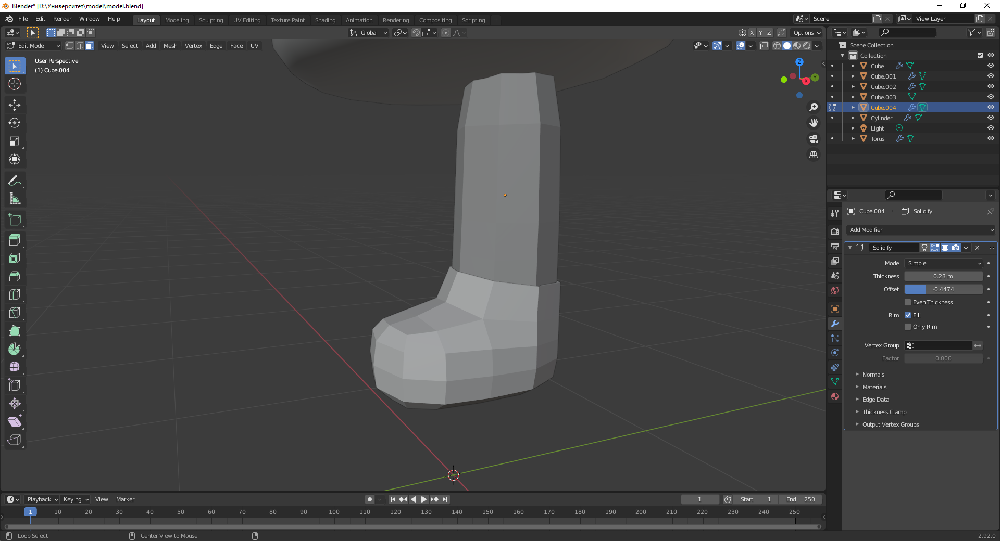 Blender* [D:\Университет\model\model.blend]
File Edit Render Window Help Layout Modeling Sculpting UV Editing Texture Paint Shading Animation Rendering Compositing Scripting + Scene View Layer
Global X Y Z Options
Edit Mode View Select Add Mesh Vertex Edge Face UV
User Perspective
(1) Cube.004
Z
Y
X
Scene Collection
Collection
Cube
Cube.001
Cube.002
Cube.003
Cube.004
Cylinder
Light
Torus
Cube.004 Solidify
Add Modifier
Solidify
Mode Simple
Thickness 0.23 m
Offset -0.4474
Even Thickness
Rim Fill
Only Rim
Vertex Group
Factor 0.000
Normals
Materials
Edge Data
Thickness Clamp
Output Vertex Groups
Playback Keying View Marker 1 Start 1 End 250
1 10 20 30 40 50 60 70 80 90 100 110 120 130 140 150 160 170 180 190 200 210 220 230 240 250
Loop Select Center View to Mouse 2.92.0